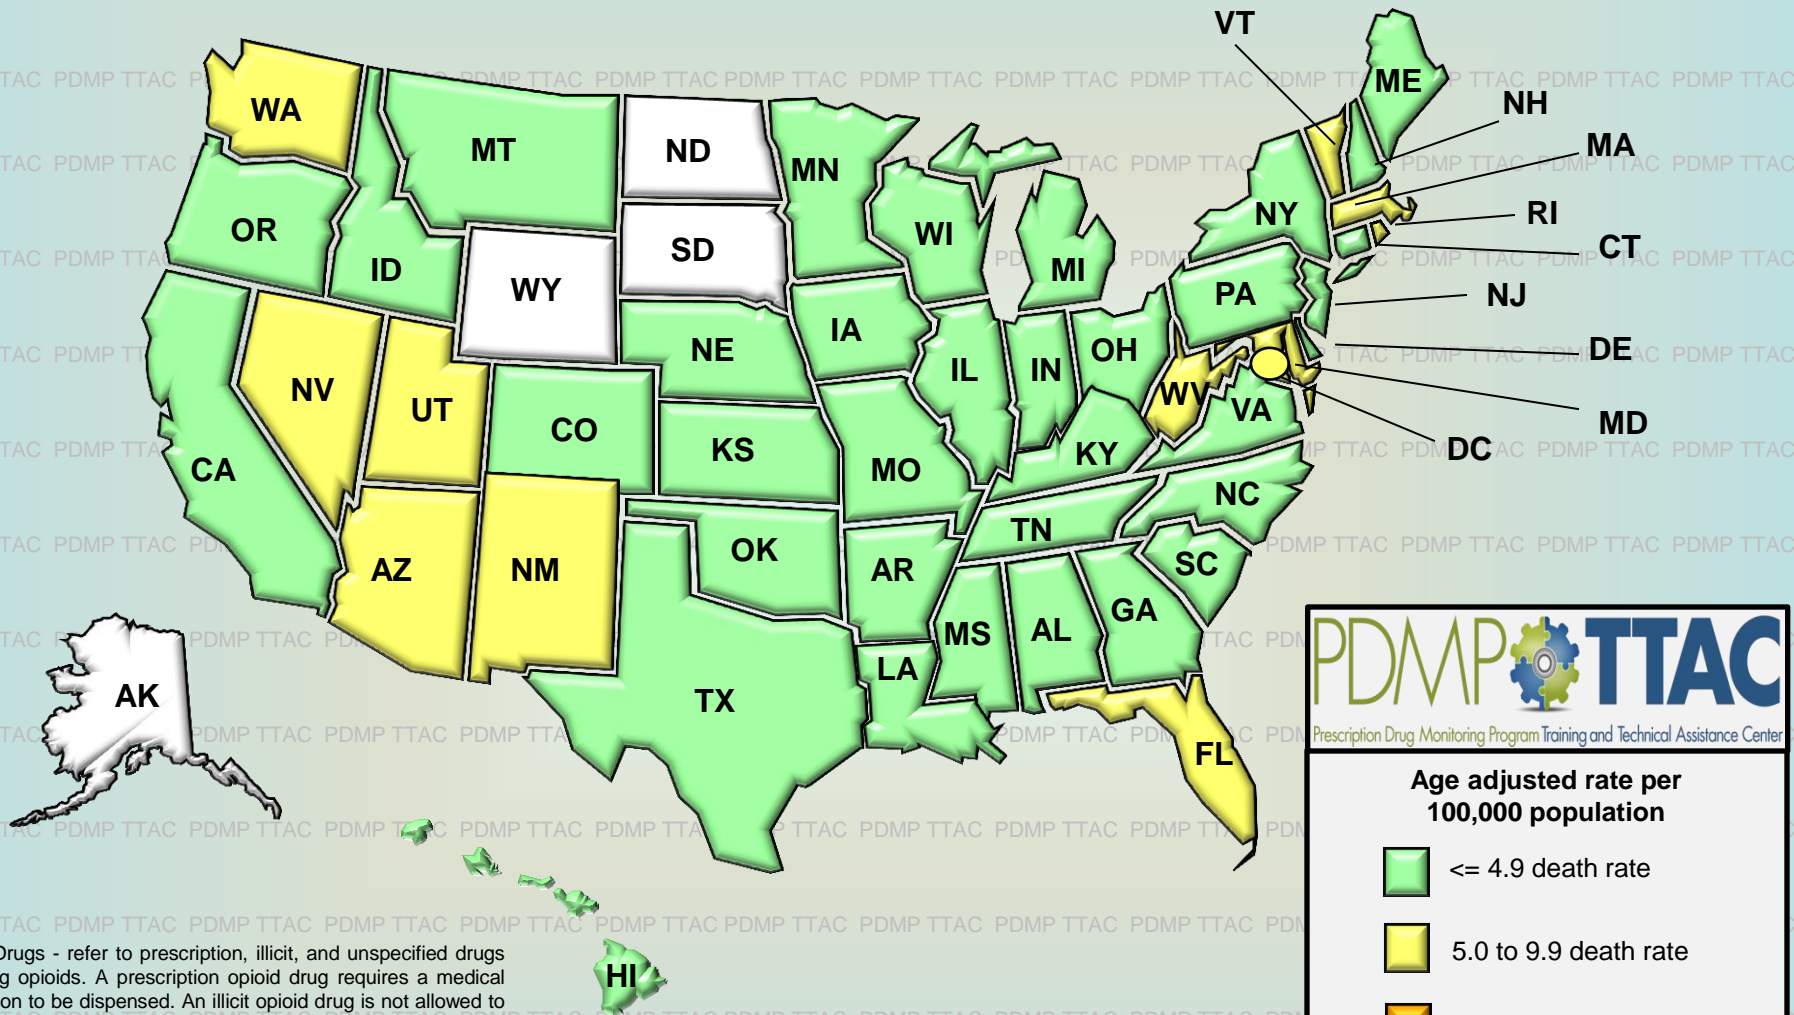 VT
ME
NH
WA
MT
ND
MN
MA
OR
ID
SD
WI
NY
RI
CT
WY
MI
PA
NJ
IA
NE
OH
DE
NV
UT
IL
IN
WV
VA
MD
CO
KS
MO
KY
DC
CA
NC
TN
OK
AZ
NM
AR
SC
MS
AL
GA
LA
TX
AK
FL
HI
PDMP TTAC
Prescription Drug Monitoring Program Training and Technical Assistance Center
Age adjusted rate per
100,000 population
<= 4.9 death rate
5.0 to 9.9 death rate
Drugs - refer to prescription, illicit, and unspecified drugs
opioids. A prescription opioid drug requires a medical
to be dispensed. An illicit opioid drug is not allowed to